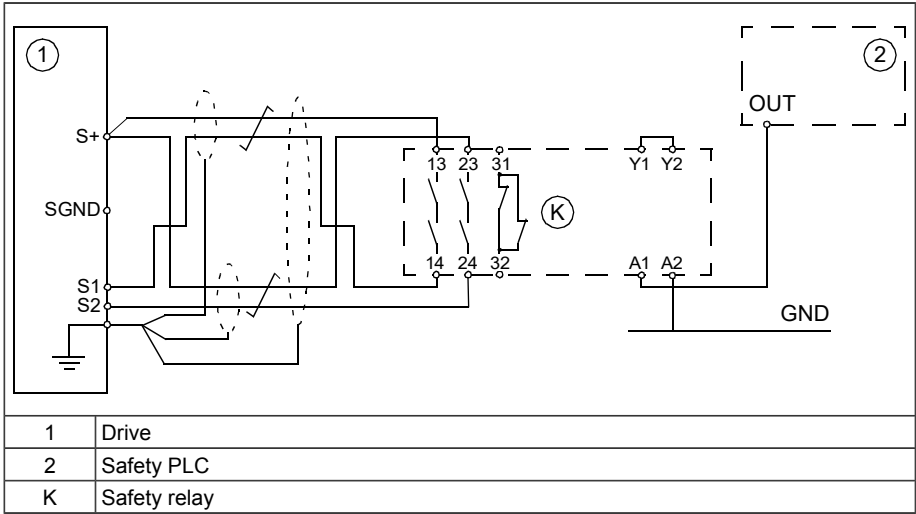 1
2
OUT
S+
13 23 31
Y1 Y2
SGND
K
14 24 32
A1 A2
S1
S2
GND
1 Drive
2 Safety PLC
K Safety relay